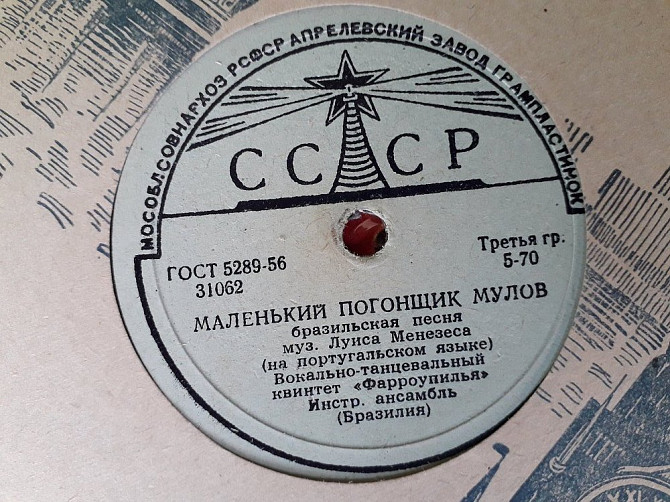 МОСОБЛСОВНАРХОЗ РСФСР АПРЕЛЕВСКИЙ ЗАВОД ГРАМПЛАСТИНОК
СССР
ГОСТ 5289-56
31062
Третья гр.
5-70
МАЛЕНЬКИЙ ПОГОНЩИК МУЛОВ
бразильская песня
муз. Луиса Менезеса
(на португальском языке)
Вокально-танцевальный
квинтет «Фарроупилья»
Инстр. ансамбль
(Бразилия)